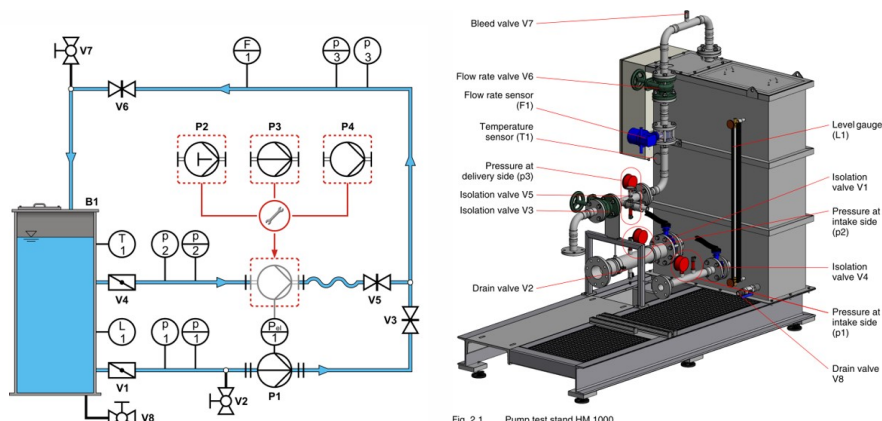 V7
F
1
p
3
p
3
V6
P2
P3
P4
B1
T
1
p
2
p
2
V4
V5
V3
L
1
p
1
p
1
Pel
1
V1
V2
P1
V8
Bleed valve V7
Flow rate valve V6
Flow rate sensor
(F1)
Temperature
sensor (T1)
Pressure at
delivery side (p3)
Isolation valve V5
Isolation valve V3
Drain valve V2
Level gauge
(L1)
Isolation
valve V1
Pressure at
intake side
(p2)
Isolation
valve V4
Pressure at
intake side
(p1)
Drain valve
V8
Fig. 2.1 Pump test stand HM 1000